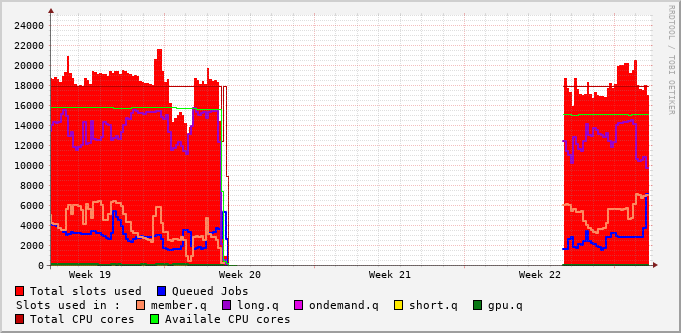 RRDTOOL / TOBI OETIKER
24000
22000
20000
18000
16000
14000
12000
10000
8000
6000
4000
2000
0
Week 19 Week 20 Week 21 Week 22
Total slots used Queued Jobs
Slots used in : member.q long.q ondemand.q short.q gpu.q
Total CPU cores Availale CPU cores